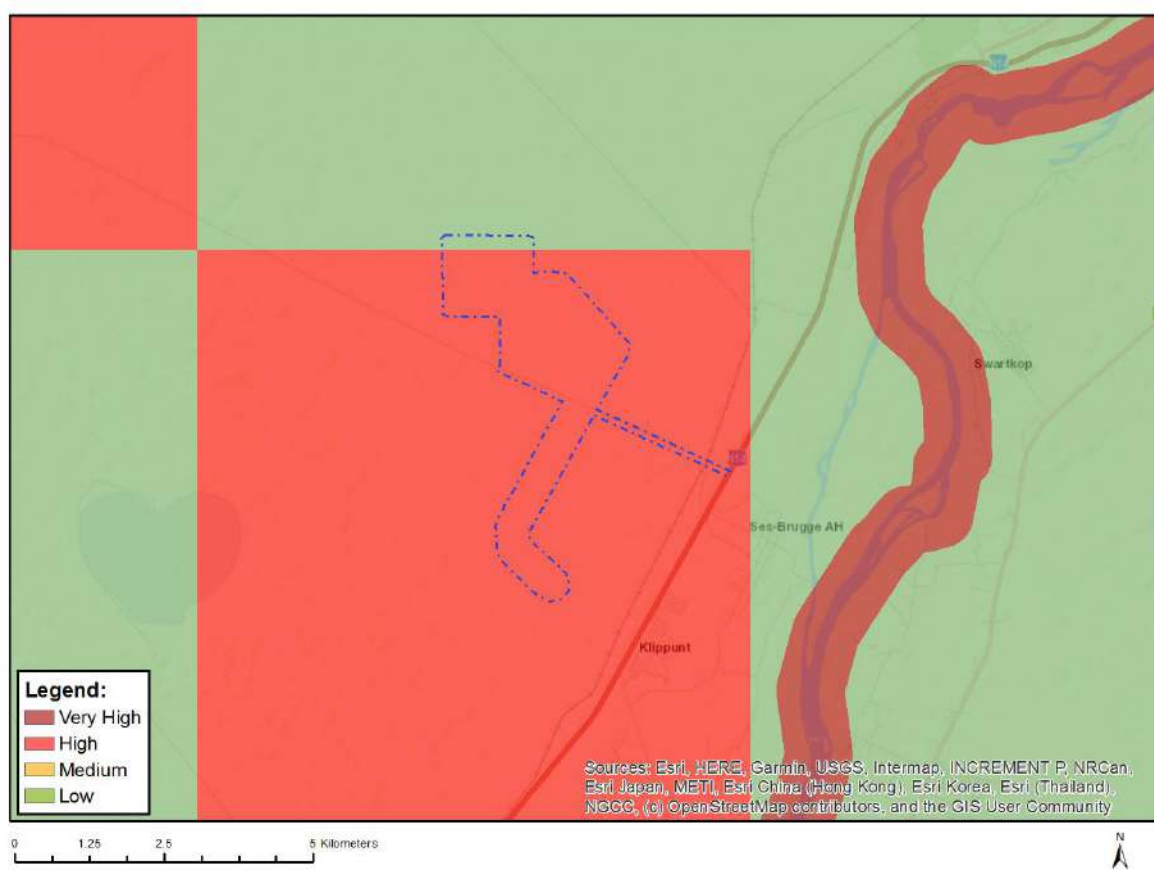 N14
Swartkop
N14
Ses-Brugge AH
Klippunt
Legend:
Very High
High
Medium
Low
Sources: Esri, HERE, Garmin, USGS, Intermap, INCREMENT P, NRCan,
Esri Japan, METI, Esri China (Hong Kong), Esri Korea, Esri (Thailand),
NGCC, (c) OpenStreetMap contributors, and the GIS User Community
0 1.25 2.5 5 Kilometers
N